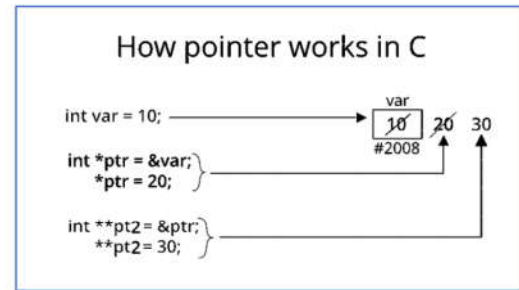 How pointer works in C
var
int var = 10;
10 20 30
#2008
int *ptr = &var;
*ptr = 20;
int **pt2 = &ptr;
**pt2 = 30;